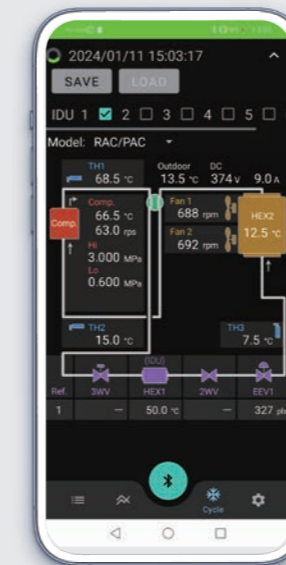 2024/01/11 15:03:17
SAVE LOAD
IDU 1 2 3 4 5
Model: RAC/PAC
TH1 Outdoor DC
68.5 ℃ 13.5 ℃ 374 v 9.0 A
Comp. Fan 1
66.5 ℃ 688 rpm HEX2
Comp. 63.0 rps Fan 2 12.5 ℃
Hi 692 rpm
3.000 MPa
Lo
0.600 MPa
TH2 TH3
15.0 ℃ 7.5 ℃
(IDU)
Ref. 3WV HEX1 2WV EEV1
1 — 50.0 ℃ — 327 pls
Cycle